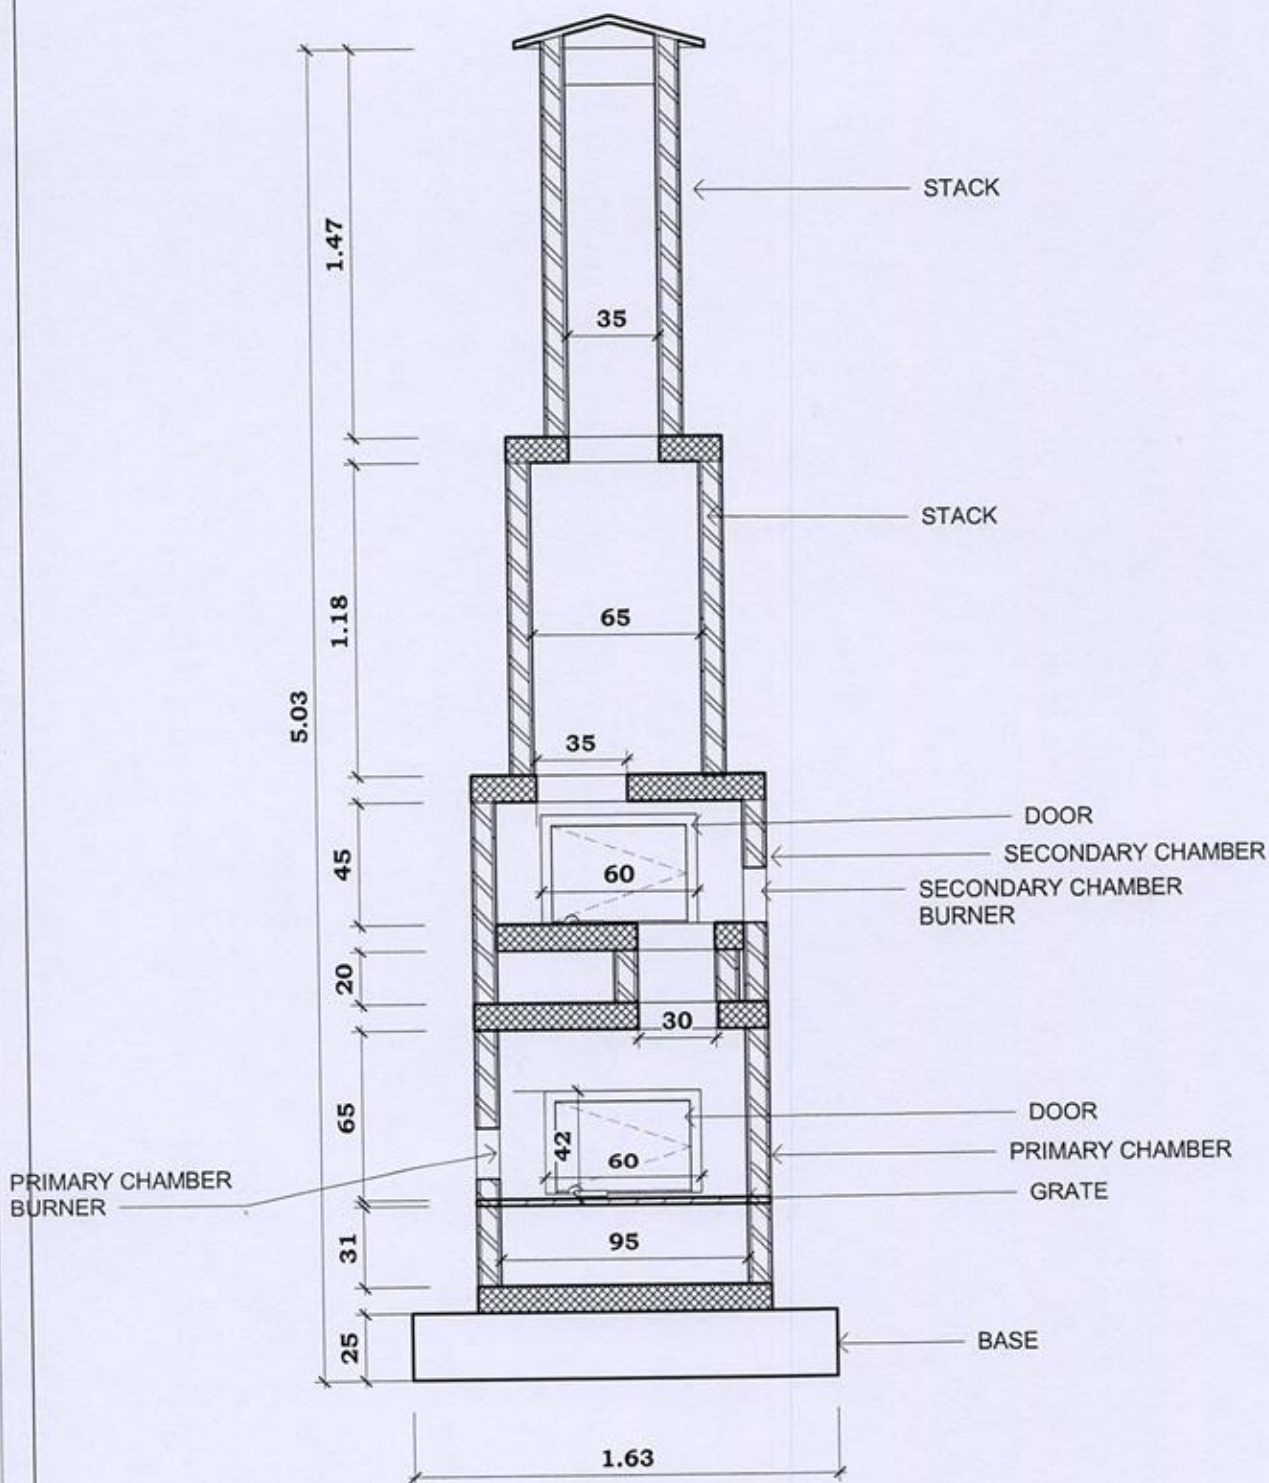 STACK
1.47
35
STACK
1.18
65
5.03
35
DOOR
SECONDARY CHAMBER
45
60
SECONDARY CHAMBER
BURNER
20
30
DOOR
65
42
PRIMARY CHAMBER
60
PRIMARY CHAMBER
BURNER
GRATE
31
95
25
BASE
1.63